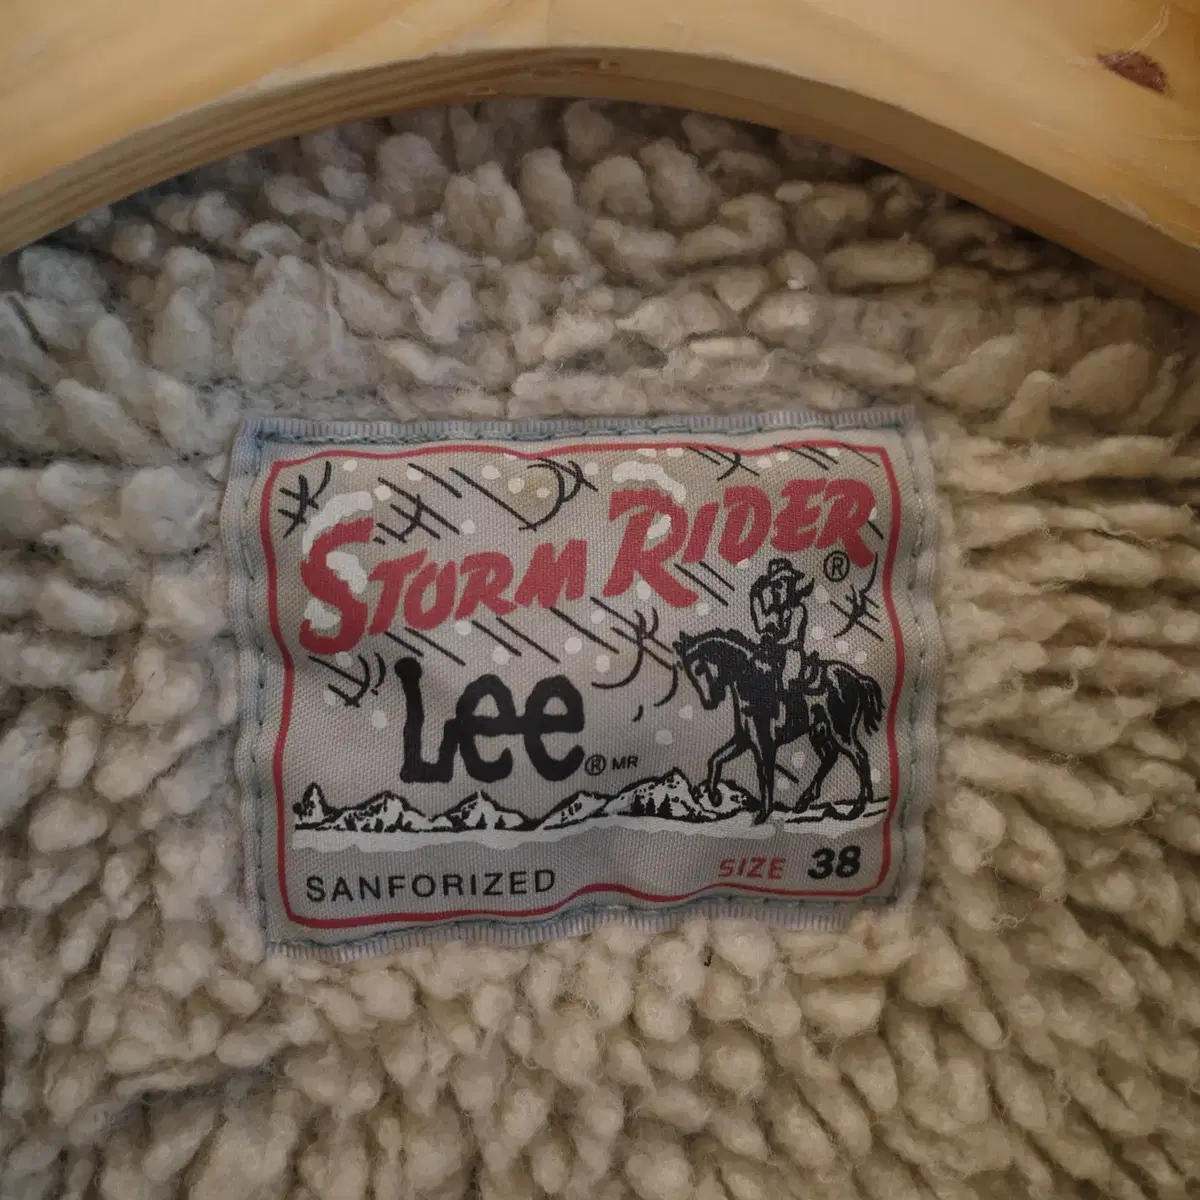 STORM RIDER ®
Lee ® MR
SANFORIZED SIZE 38